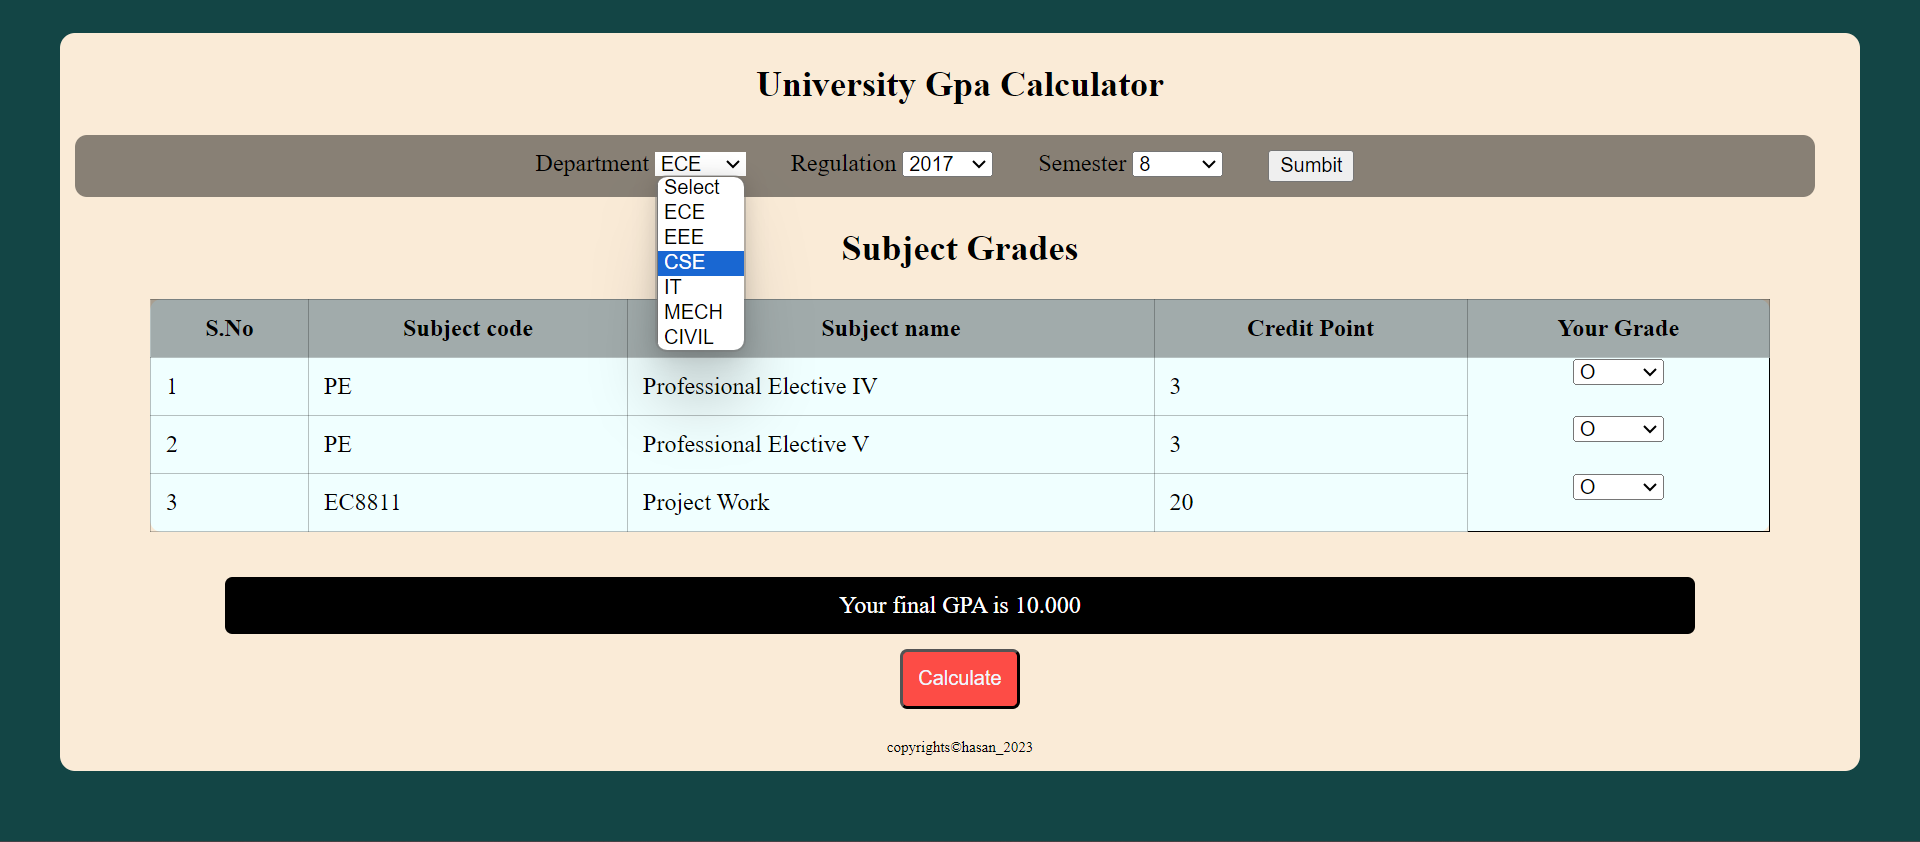 University Gpa Calculator
Department ECE Regulation 2017 Semester 8 Sumbit
Select
ECE
EEE
CSE
IT
MECH
CIVIL
Subject Grades
S.No Subject code Subject name Credit Point Your Grade
1 PE Professional Elective IV 3 O
2 PE Professional Elective V 3 O
3 EC8811 Project Work 20 O
Your final GPA is 10.000
Calculate
copyrights©hasan_2023